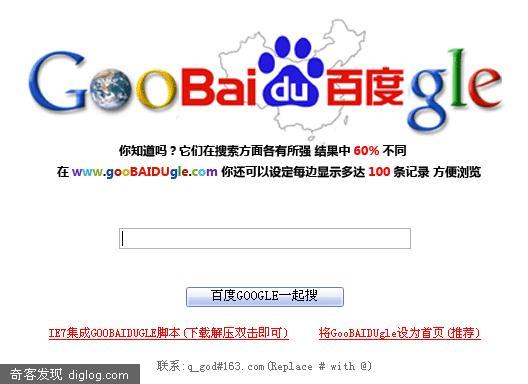 GooBaidu百度gle
你知道吗？它们在搜索方面各有所强 结果中 60% 不同
在 www.gooBAIDUgle.com 你还可以设定每边显示多达 100 条记录 方便浏览
百度GOOGLE一起搜
IE7集成GOOBAIDUGLE脚本(下载解压双击即可) 将GooBAIDUgle设为首页(推荐)
联系:q_god#163.com(Replace # with @)
奇客发现 diglog.com